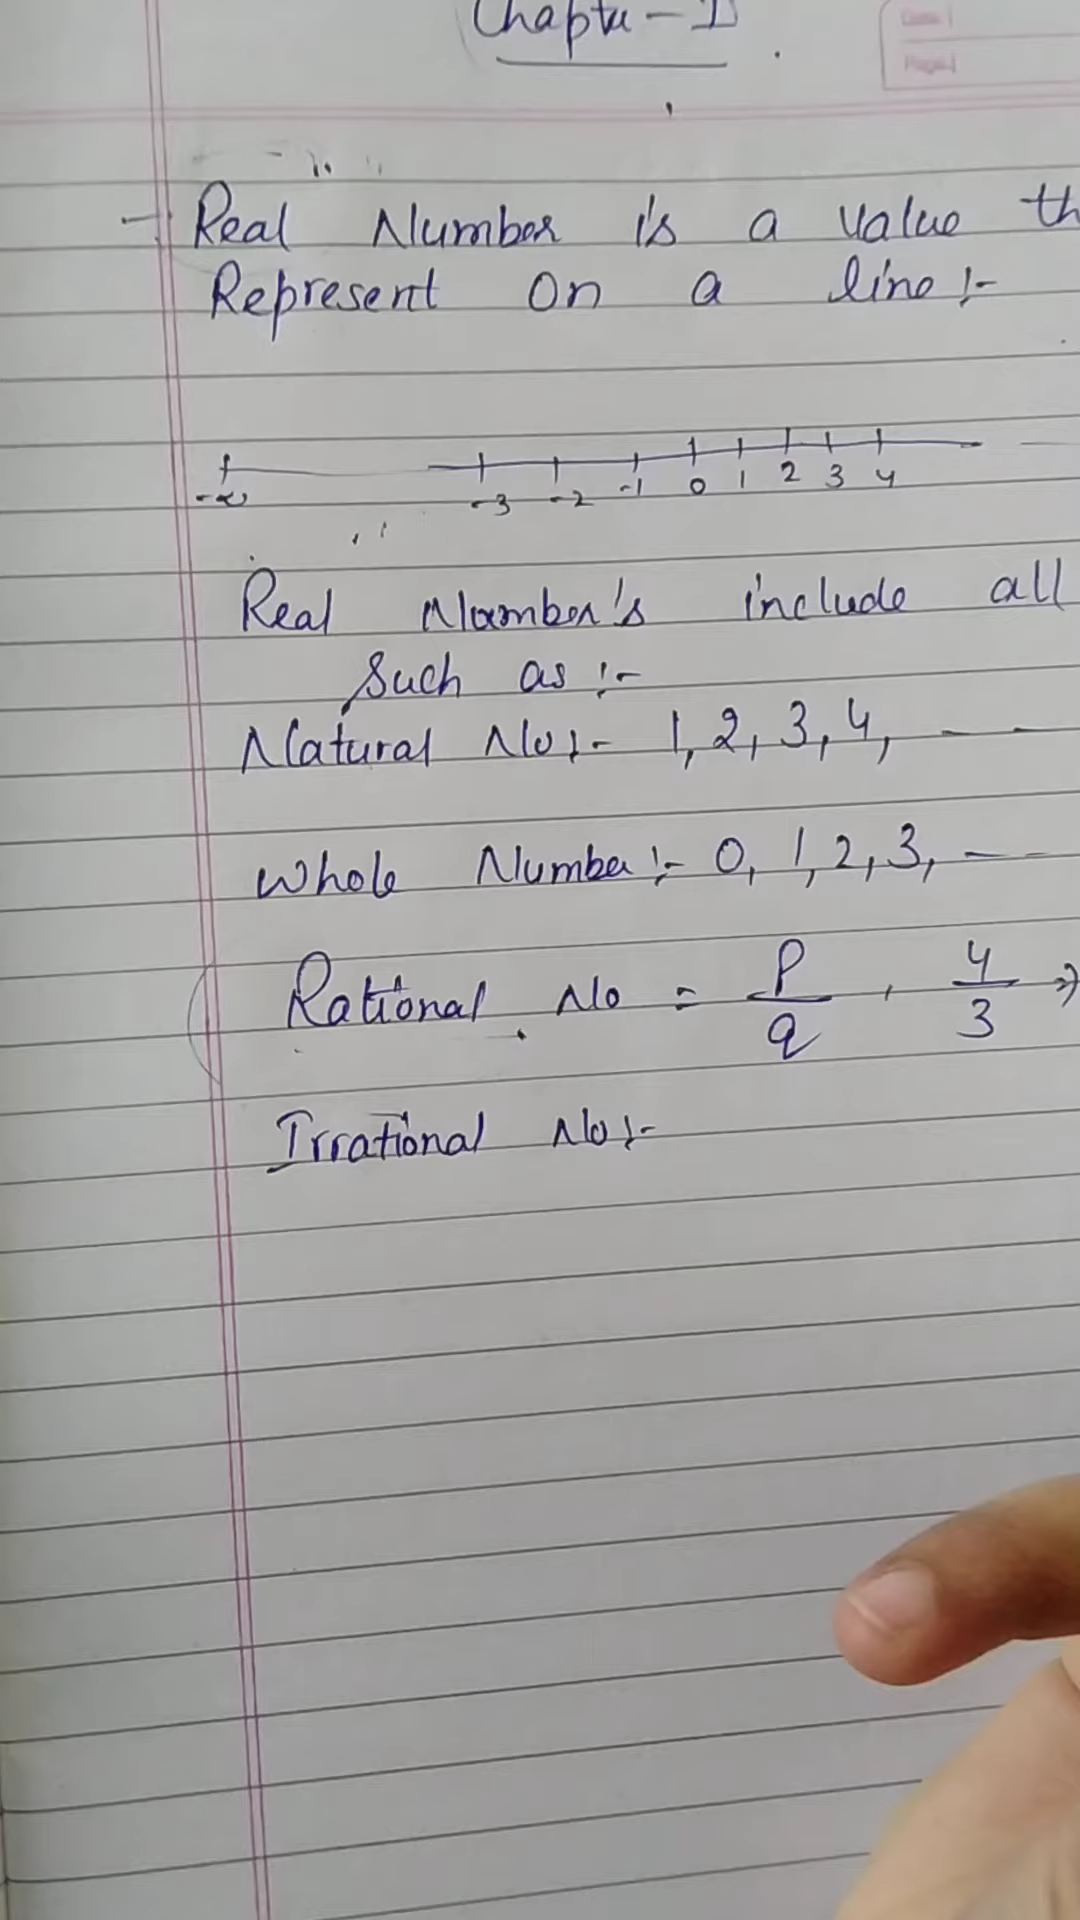 Chapter - I
Real Number is a value
Represent on a line :-
-∞ -3 -2 -1 0 1 2 3 4
Real Number's include all
Such as :-
Natural No :- 1, 2, 3, 4, - -
Whole Number :- 0, 1, 2, 3, - -
Rational No = P/q , 4/3 ⇒
Irrational No :-